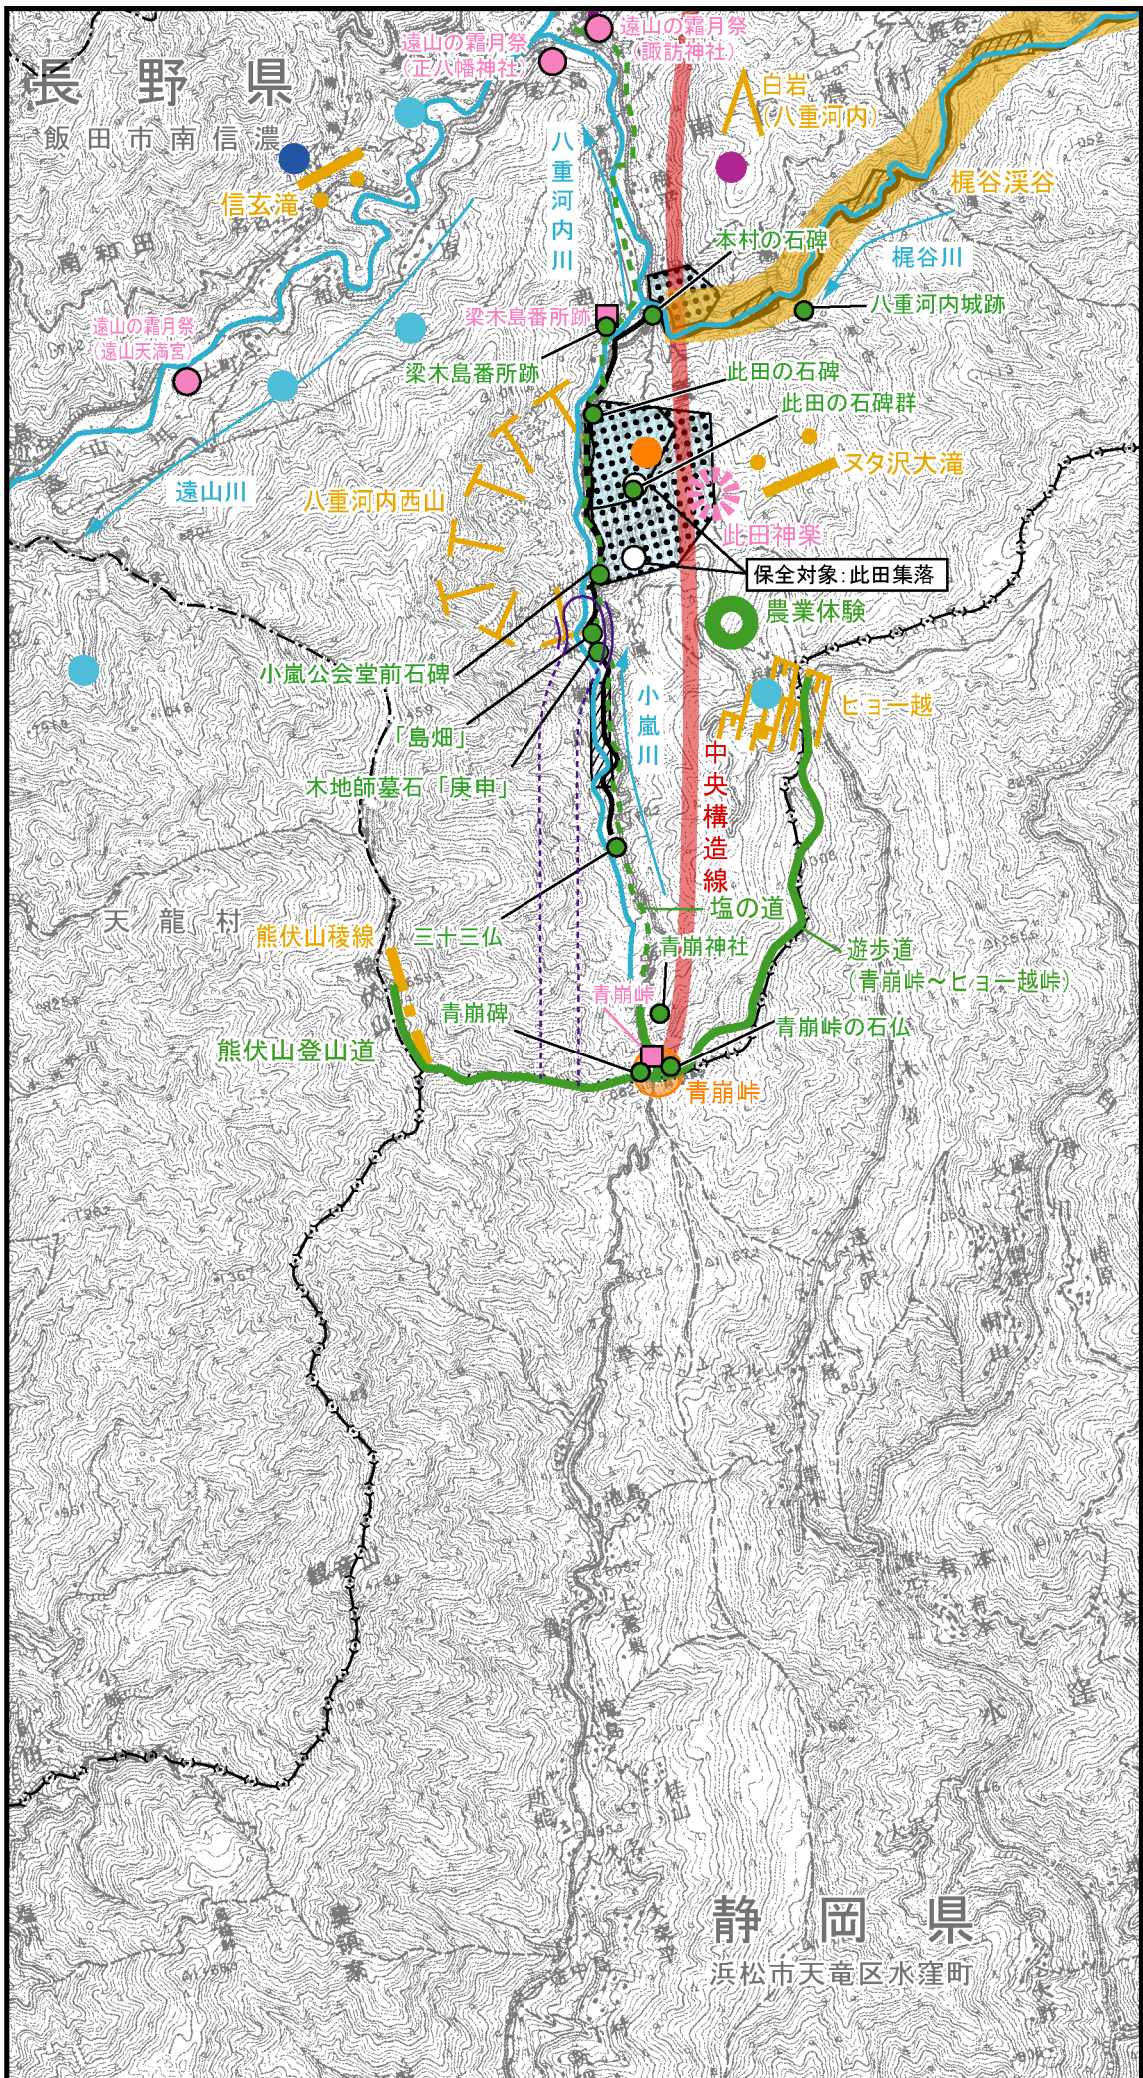 遠山の霜月祭
(諏訪神社)
遠山の霜月祭
(正八幡神社)
長野県
飯田市南信濃
白岩
(八重河内)
八重河内川
信玄滝
梶谷渓谷
南和田
本村の石碑
梶谷川
八重河内城跡
梁木島番所跡
遠山の霜月祭
(遠山天満宮)
梁木島番所跡
此田の石碑
此田の石碑群
ヌタ沢大滝
遠山川
八重河内西山
此田神楽
保全対象:此田集落
農業体験
小嵐公会堂前石碑
小嵐川
ヒョー越
「島畑」
中央構造線
木地師墓石「庚申」
塩の道
天龍村
熊伏山稜線
三十三仏
青崩神社
遊歩道
(青崩峠～ヒョー越峠)
青崩峠
青崩碑
青崩峠の石仏
熊伏山登山道
青崩峠
静岡県
浜松市天竜区水窪町